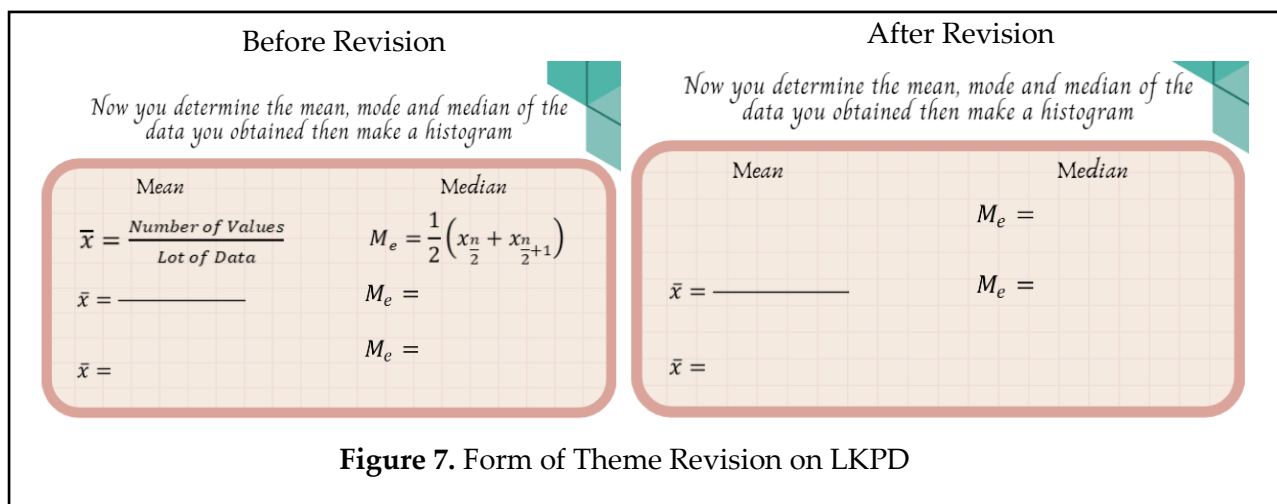 Before Revision
Now you determine the mean, mode and median of the
data you obtained then make a histogram
Mean
x̄ = Number of Values / Lot of Data
x̄ = ―――
x̄ =
Median
Mₑ = 1/2 (x_{n/2} + x_{n/2+1})
Mₑ =
Mₑ =
After Revision
Now you determine the mean, mode and median of the
data you obtained then make a histogram
Mean
x̄ = ―――
x̄ =
Median
Mₑ =
Mₑ =
Figure 7. Form of Theme Revision on LKPD